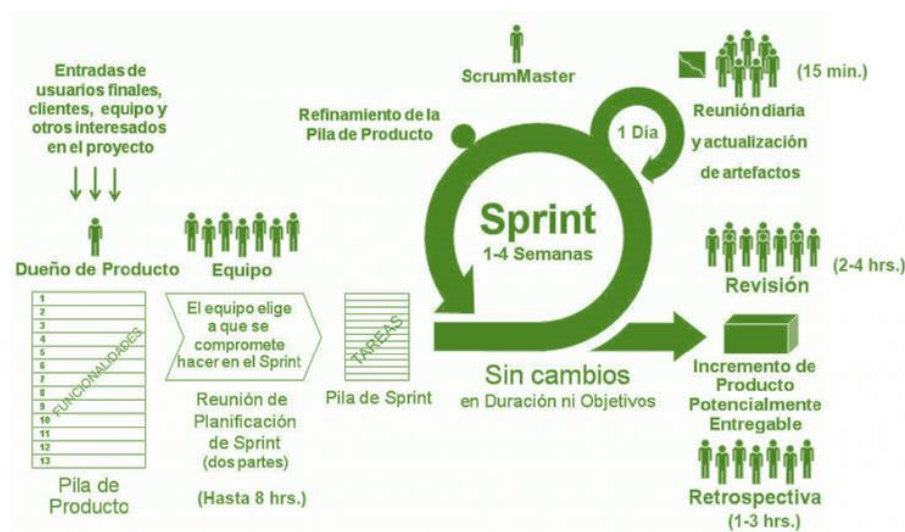 Entradas de
usuarios finales,
clientes, equipo y
otros interesados
en el proyecto
Dueño de Producto
1
2
3
4
5
6
7
8
9
10
11
12
13
FUNCIONALIDADES
Pila de
Producto
Equipo
El equipo elige
a que se
compromete
hacer en el Sprint
Reunión de
Planificación
de Sprint
(dos partes)
(Hasta 8 hrs.)
TAREAS
Pila de Sprint
ScrumMaster
Refinamiento de la
Pila de Producto
1 Día
Sprint
1-4 Semanas
Sin cambios
en Duración ni Objetivos
(15 min.)
Reunión diaria
y actualización
de artefactos
(2-4 hrs.)
Revisión
Incremento de
Producto
Potencialmente
Entregable
Retrospectiva
(1-3 hrs.)